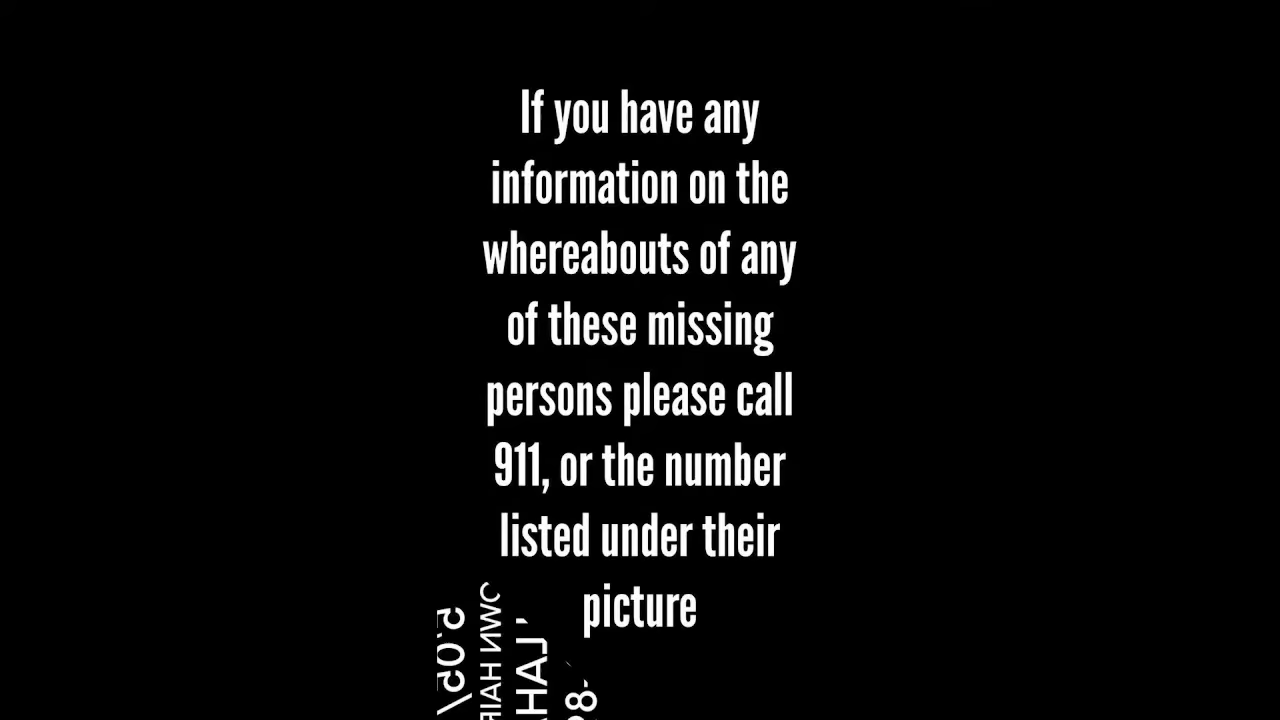 If you have any
information on the
whereabouts of any
of these missing
persons please call
911, or the number
listed under their
picture